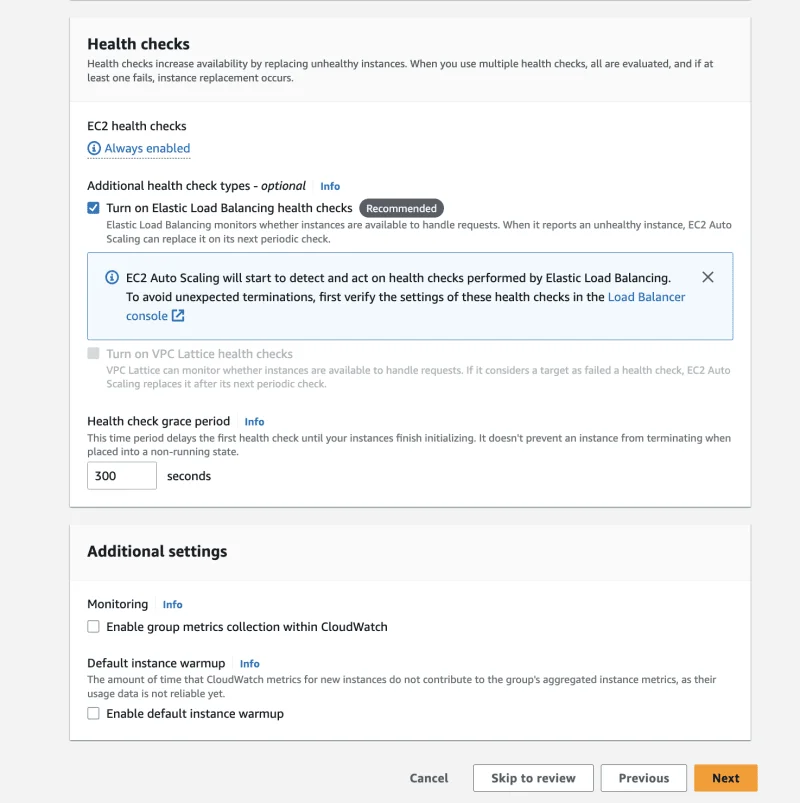 Health checks
Health checks increase availability by replacing unhealthy instances. When you use multiple health checks, all are evaluated, and if at
least one fails, instance replacement occurs.
EC2 health checks
Always enabled
Additional health check types - optional Info
Turn on Elastic Load Balancing health checks Recommended
Elastic Load Balancing monitors whether instances are available to handle requests. When it reports an unhealthy instance, EC2 Auto
Scaling can replace it on its next periodic check.
EC2 Auto Scaling will start to detect and act on health checks performed by Elastic Load Balancing.
To avoid unexpected terminations, first verify the settings of these health checks in the Load Balancer
console
Turn on VPC Lattice health checks
VPC Lattice can monitor whether instances are available to handle requests. If it considers a target as failed a health check, EC2 Auto
Scaling replaces it after its next periodic check.
Health check grace period Info
This time period delays the first health check until your instances finish initializing. It doesn't prevent an instance from terminating when
placed into a non-running state.
300 seconds
Additional settings
Monitoring Info
Enable group metrics collection within CloudWatch
Default instance warmup Info
The amount of time that CloudWatch metrics for new instances do not contribute to the group's aggregated instance metrics, as their
usage data is not reliable yet.
Enable default instance warmup
Cancel Skip to review Previous Next